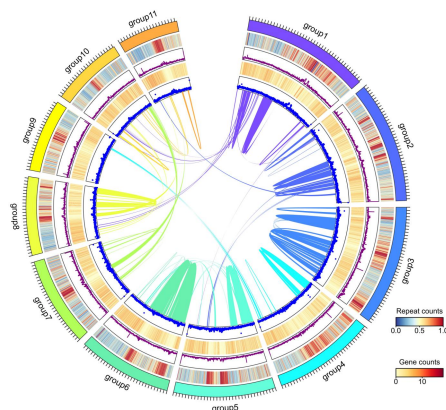 group11
group10
group1
group9
group2
group8
group3
group7
group4
group6
group5
Repeat counts
0.0 0.5 1.0
Gene counts
0 10